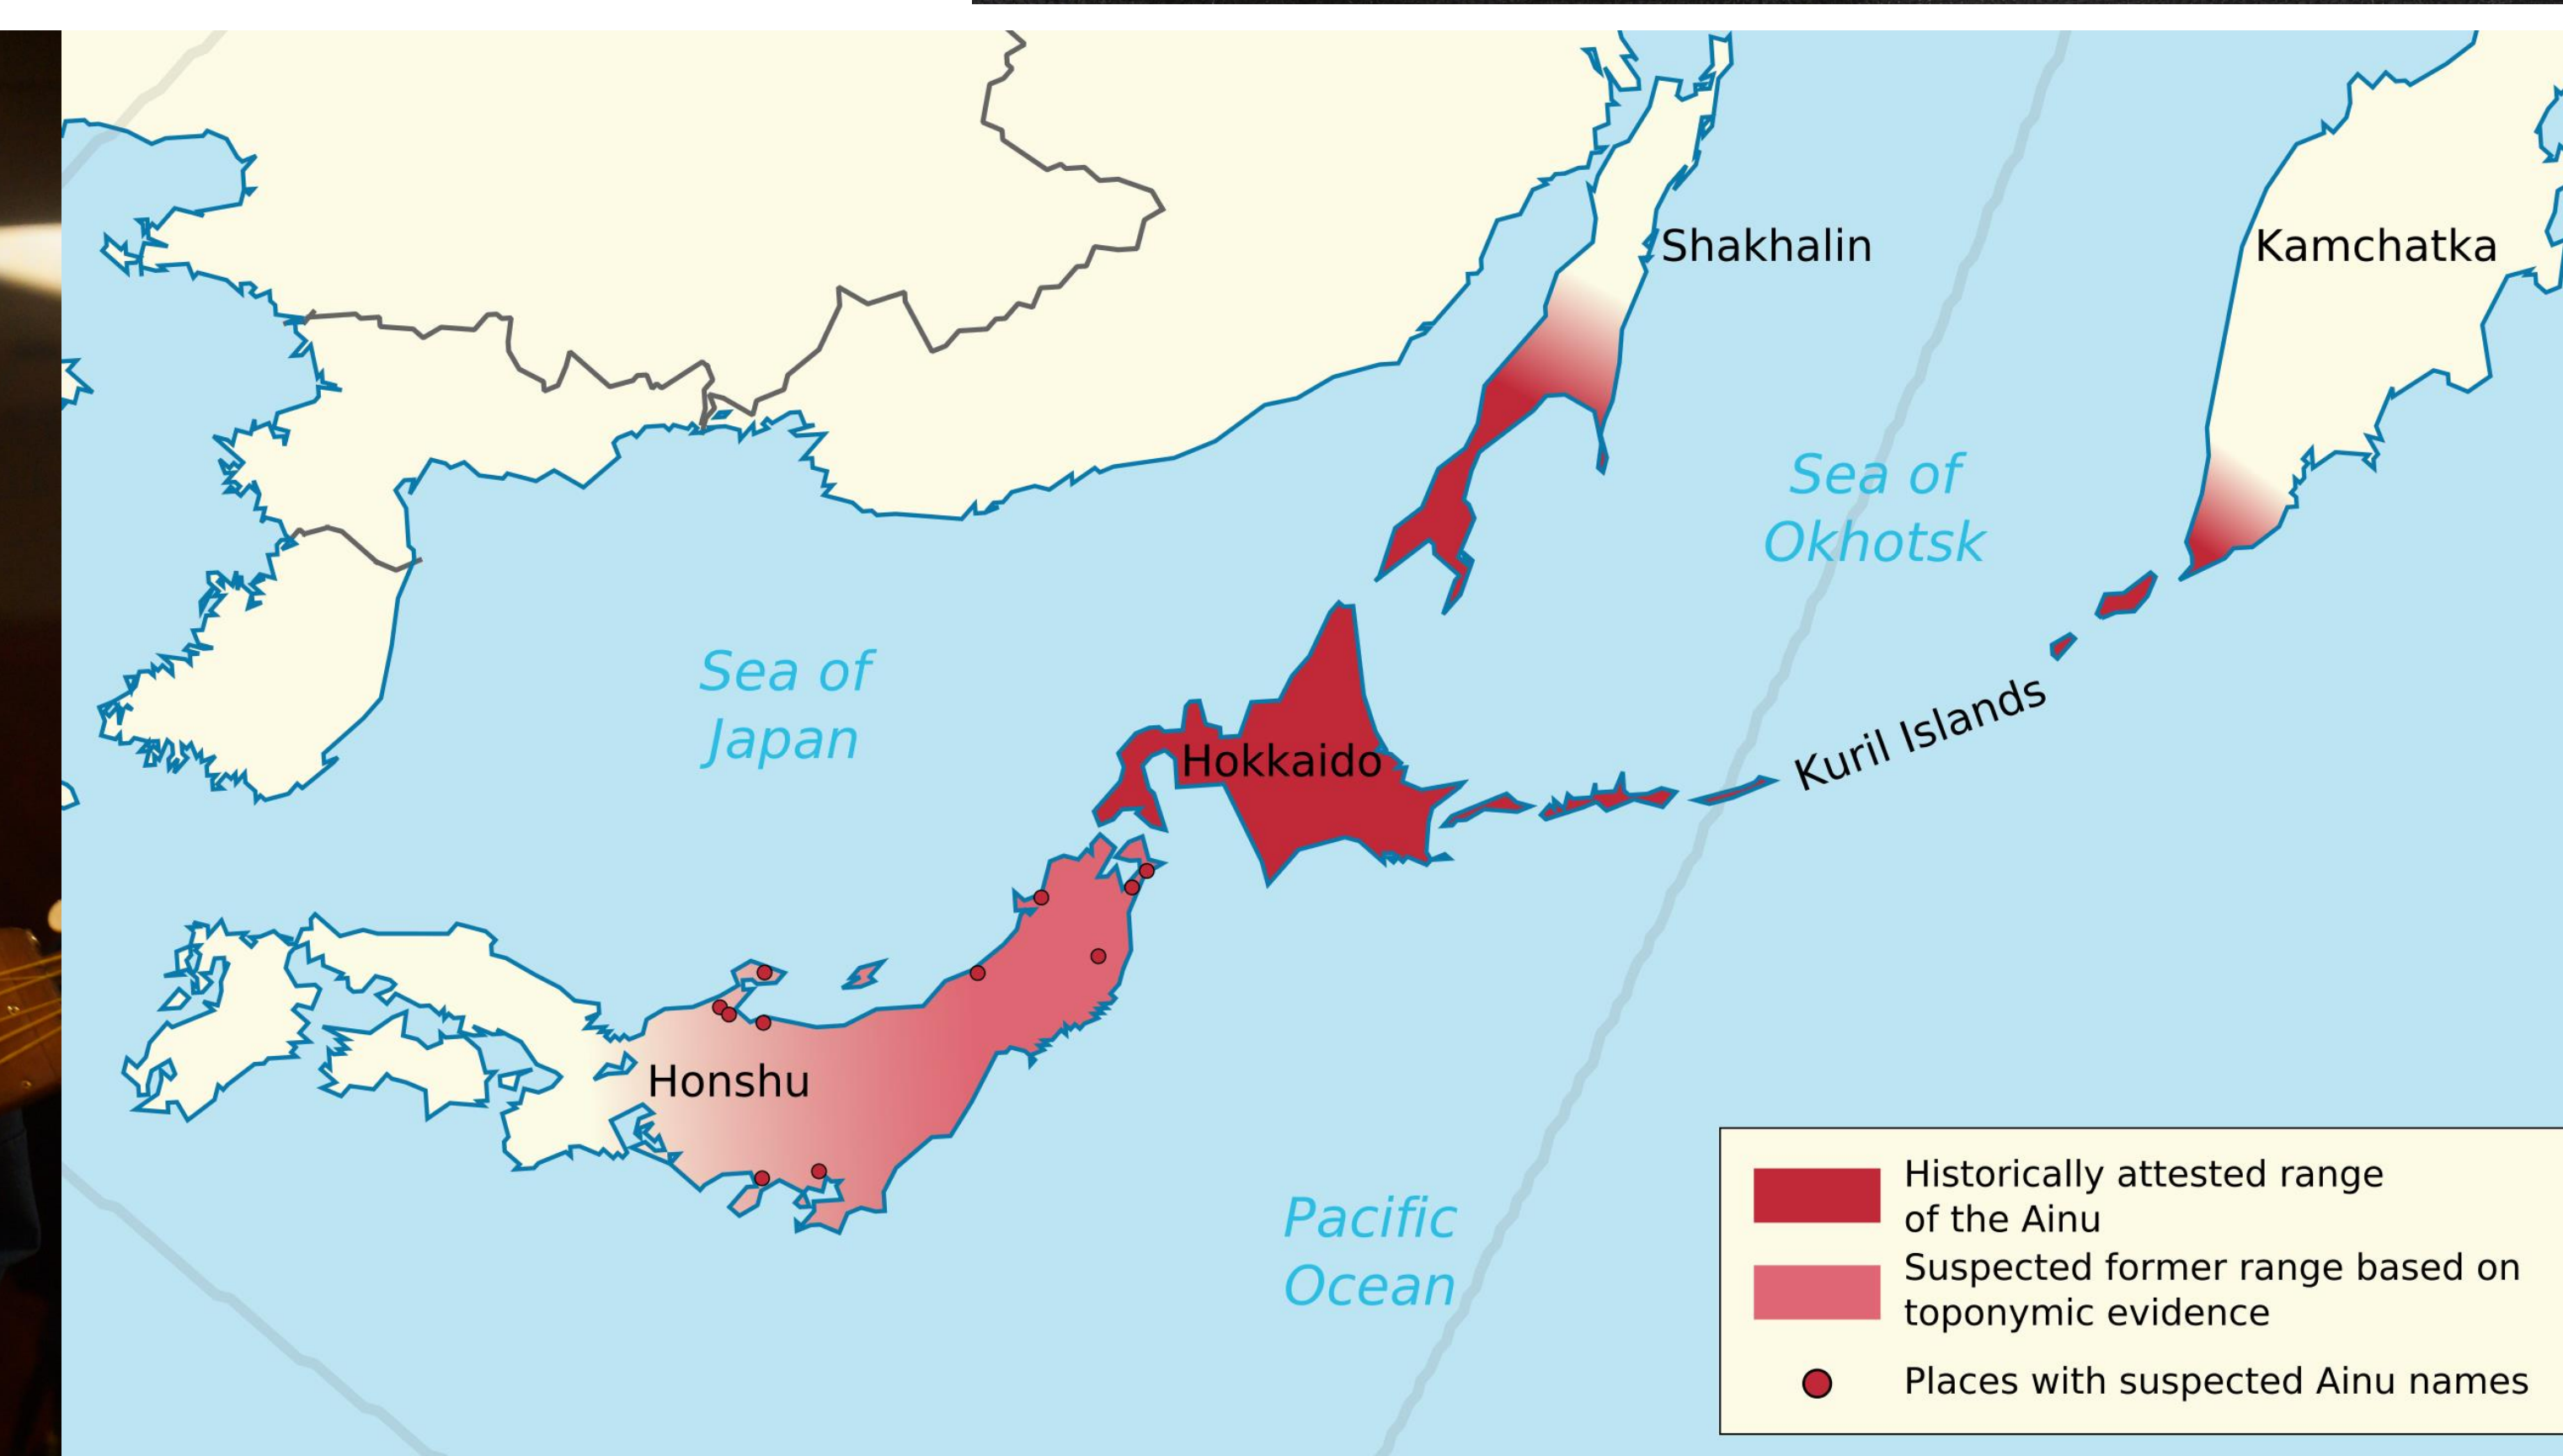 Shakhalin
Kamchatka
Sea of
Okhotsk
Sea of
Japan
Kuril Islands
Hokkaido
Honshu
Pacific
Ocean
Historically attested range
of the Ainu
Suspected former range based on
toponymic evidence
Places with suspected Ainu names